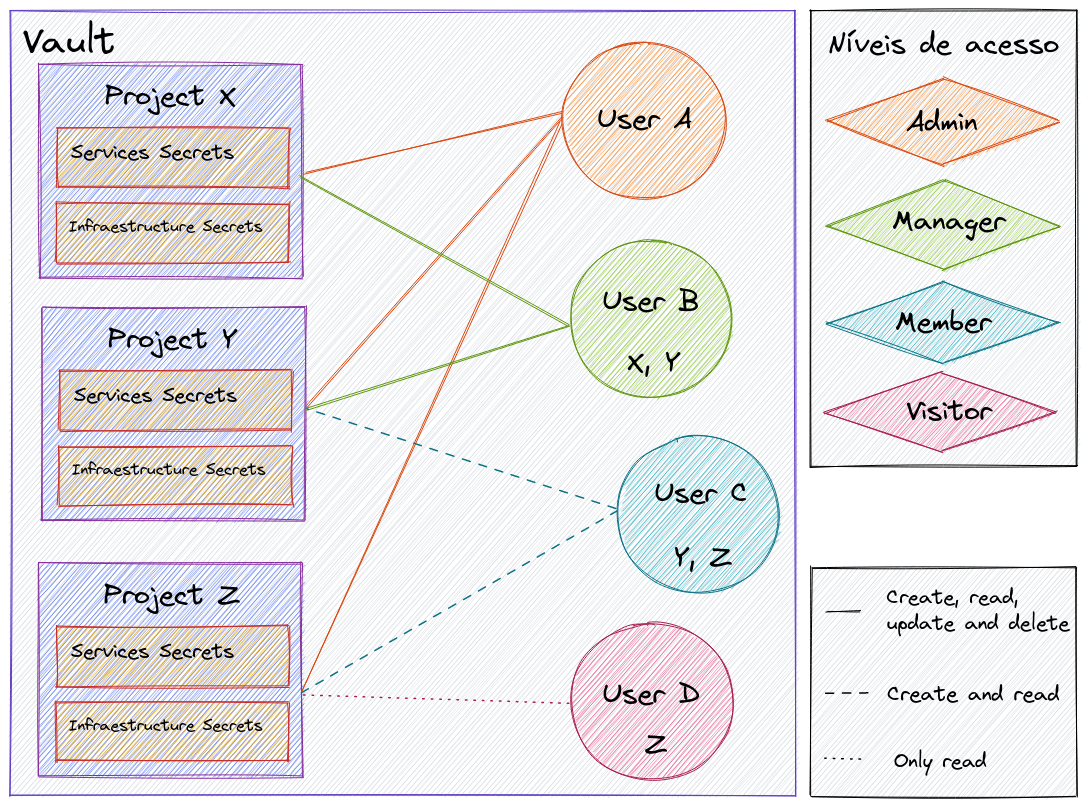 Vault
Project X
Services Secrets
Infraestructure Secrets
Project Y
Services Secrets
Infraestructure Secrets
Project Z
Services Secrets
Infraestructure Secrets
User A
User B
X, Y
User C
Y, Z
User D
Z
Níveis de acesso
Admin
Manager
Member
Visitor
Create, read,
update and delete
Create and read
Only read